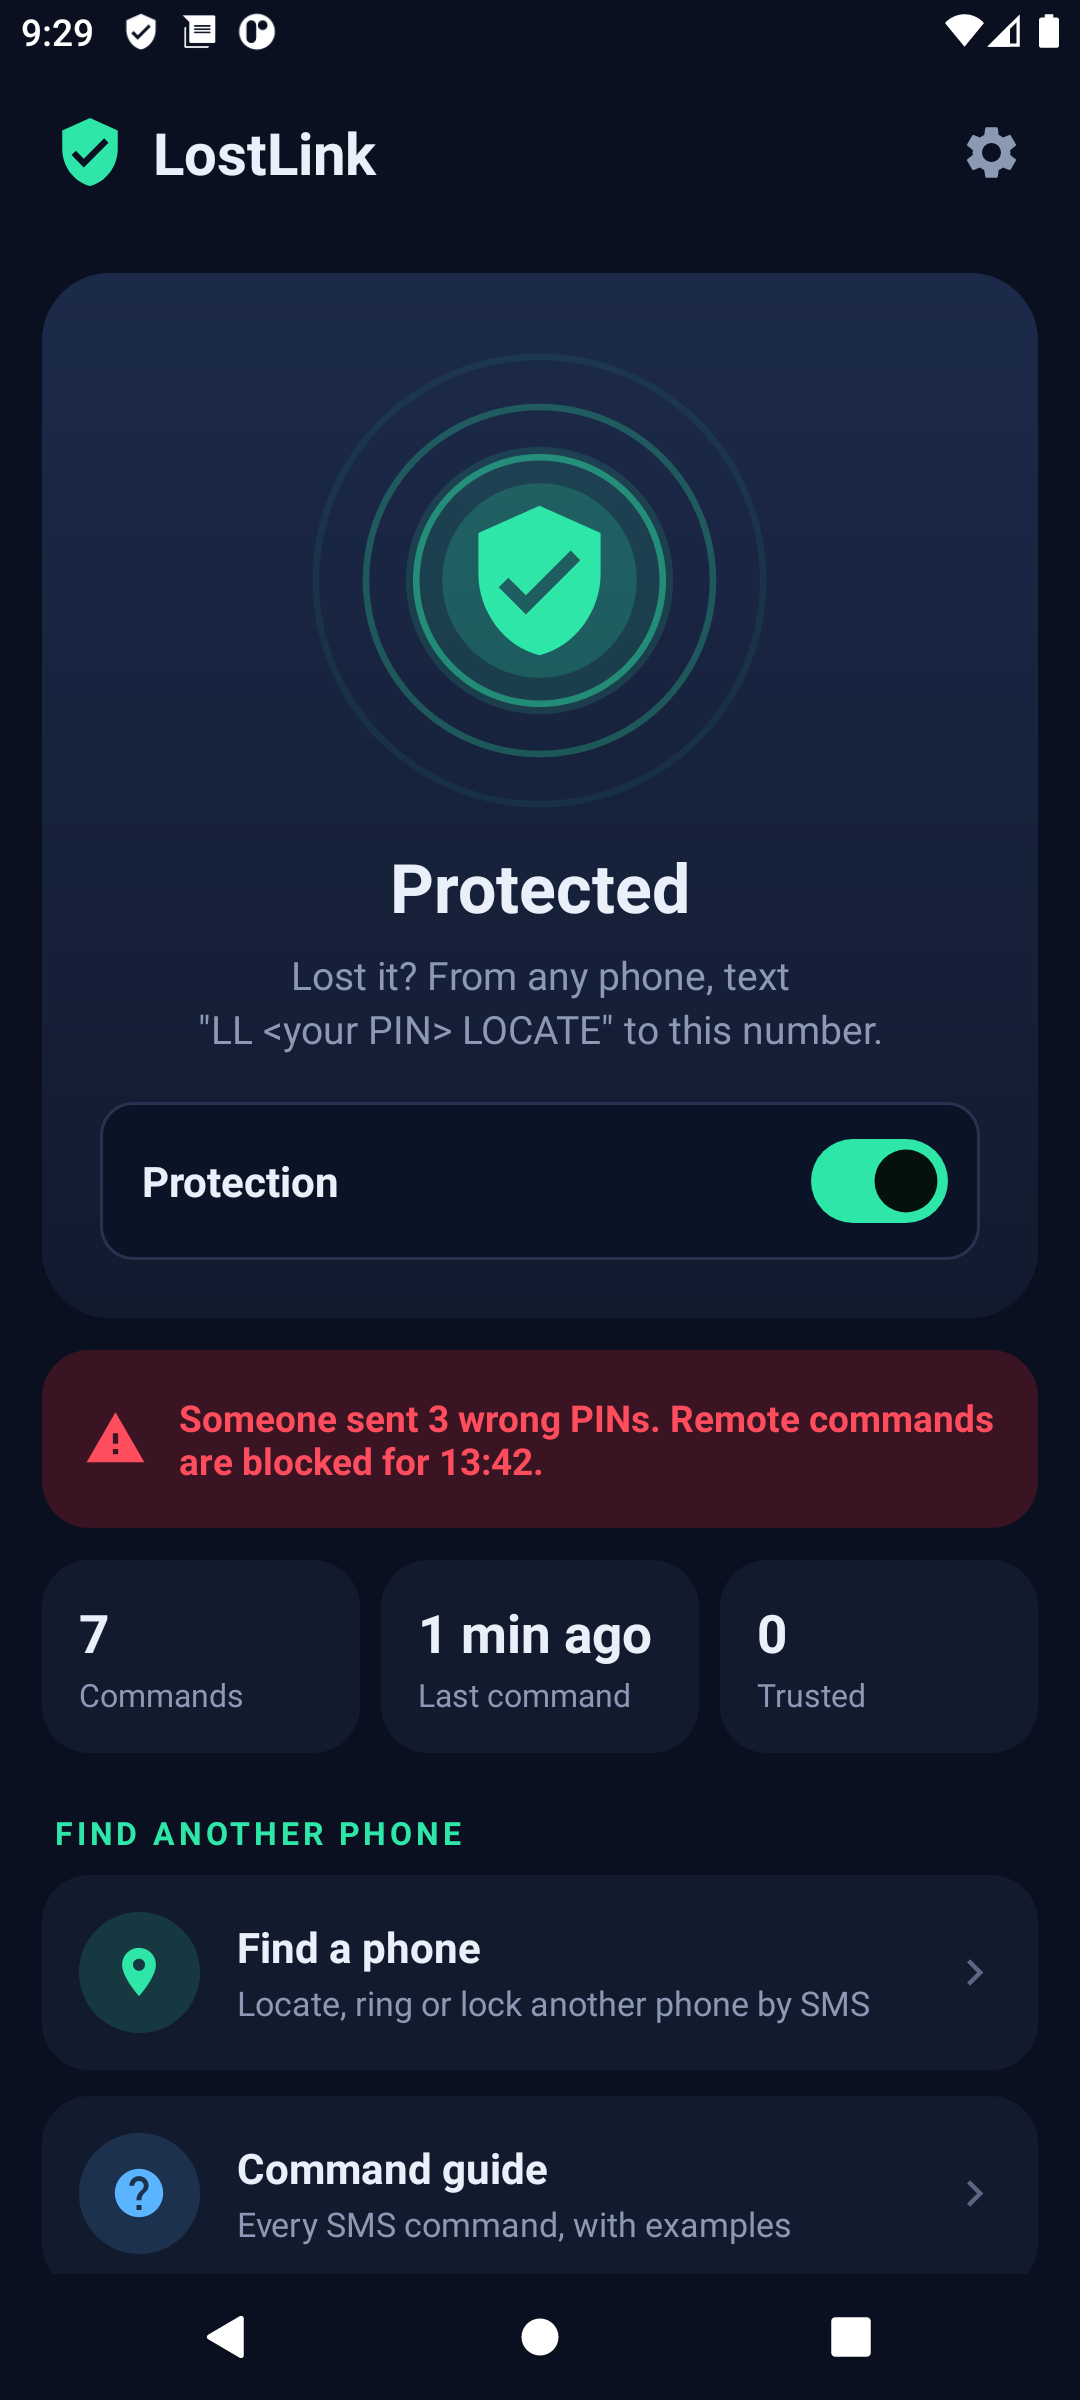 9:29
LostLink
Protected
Lost it? From any phone, text
"LL <your PIN> LOCATE" to this number.
Protection
Someone sent 3 wrong PINs. Remote commands
are blocked for 13:42.
7
Commands
1 min ago
Last command
0
Trusted
FIND ANOTHER PHONE
Find a phone
Locate, ring or lock another phone by SMS
Command guide
Every SMS command, with examples